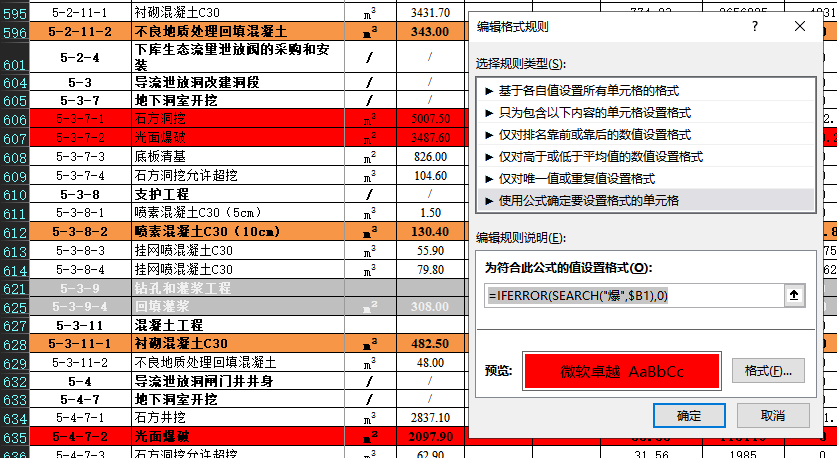 595 5-2-11-1 衬砌混凝土C30 m³ 3431.70
596 5-2-11-2 不良地质处理回填混凝土 m³ 343.00
601 5-2-4 下库生态流量泄放阀的采购和安装 / /
604 5-3 导流泄放洞改建洞段 / /
605 5-3-7 地下洞室开挖 / /
606 5-3-7-1 石方洞挖 m³ 5007.50
607 5-3-7-2 光面爆破 m² 3487.60
608 5-3-7-3 底板清基 m² 826.00
609 5-3-7-4 石方洞挖允许超挖 m³ 104.60
610 5-3-8 支护工程 / /
611 5-3-8-1 喷素混凝土C30（5cm） m³ 1.50
612 5-3-8-2 喷素混凝土C30（10cm） m³ 130.40
613 5-3-8-3 挂网喷混凝土C30 m³ 55.90
614 5-3-8-4 挂网喷混凝土C30 m³ 79.80
621 5-3-9 钻孔和灌浆工程
625 5-3-9-4 回填灌浆 m² 308.00
627 5-3-11 混凝土工程 / /
628 5-3-11-1 衬砌混凝土C30 m³ 482.50
629 5-3-11-2 不良地质处理回填混凝土 m³ 48.00
632 5-4 导流泄放洞闸门井井身 / /
633 5-4-7 地下洞室开挖 / /
634 5-4-7-1 石方井挖 m³ 2837.10
635 5-4-7-2 光面爆破 m² 2097.90
636 5-4-7-3 石方洞挖允许超挖 m³ 62.90 31.56 1985 0
编辑格式规则 ? ×
选择规则类型(S):
► 基于各自值设置所有单元格的格式
► 只为包含以下内容的单元格设置格式
► 仅对排名靠前或靠后的数值设置格式
► 仅对高于或低于平均值的数值设置格式
► 仅对唯一值或重复值设置格式
► 使用公式确定要设置格式的单元格
编辑规则说明(E):
为符合此公式的值设置格式(O):
=IFERROR(SEARCH("爆",$B1),0)
预览:
微软卓越 AaBbCc
格式(F)...
确定
取消